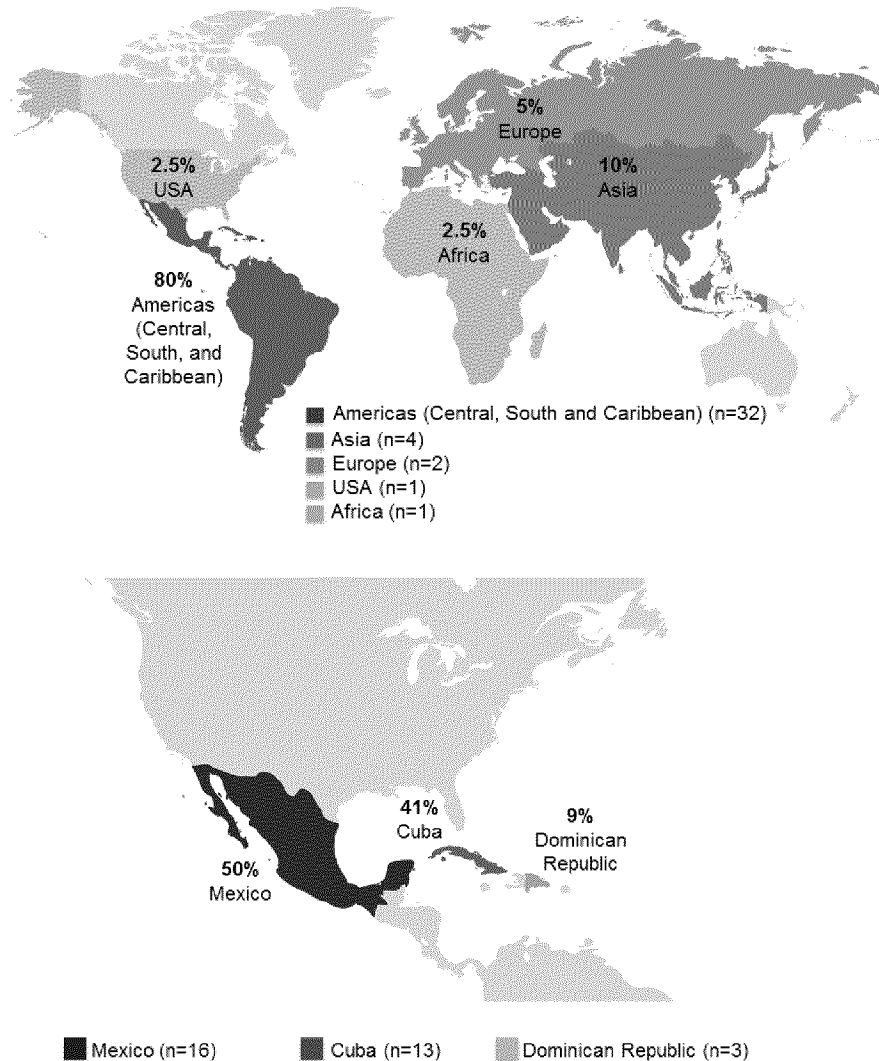 5%
Europe
2.5%
USA
10%
Asia
2.5%
Africa
80%
Americas
(Central,
South, and
Caribbean)
Americas (Central, South and Caribbean) (n=32)
Asia (n=4)
Europe (n=2)
USA (n=1)
Africa (n=1)
41%
Cuba
9%
Dominican
Republic
50%
Mexico
Mexico (n=16)
Cuba (n=13)
Dominican Republic (n=3)